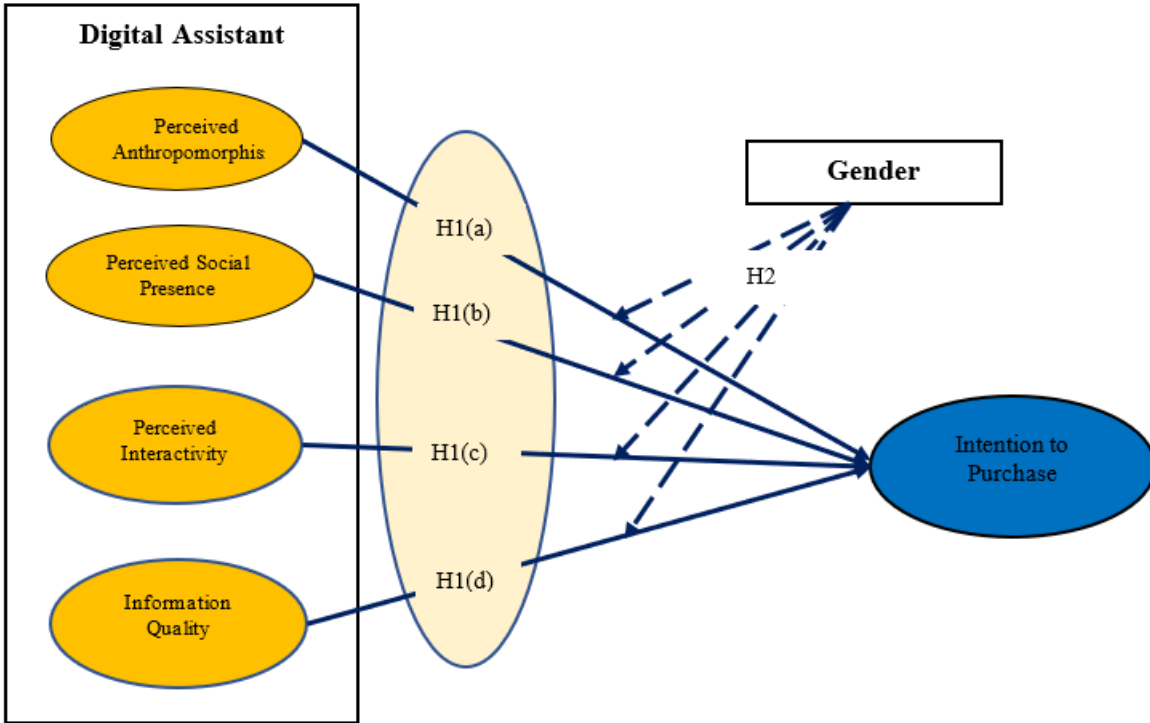 Digital Assistant
Perceived
Anthropomorphis
Perceived Social
Presence
Perceived
Interactivity
Information
Quality
H1(a)
H1(b)
H1(c)
H1(d)
Gender
H2
Intention to
Purchase